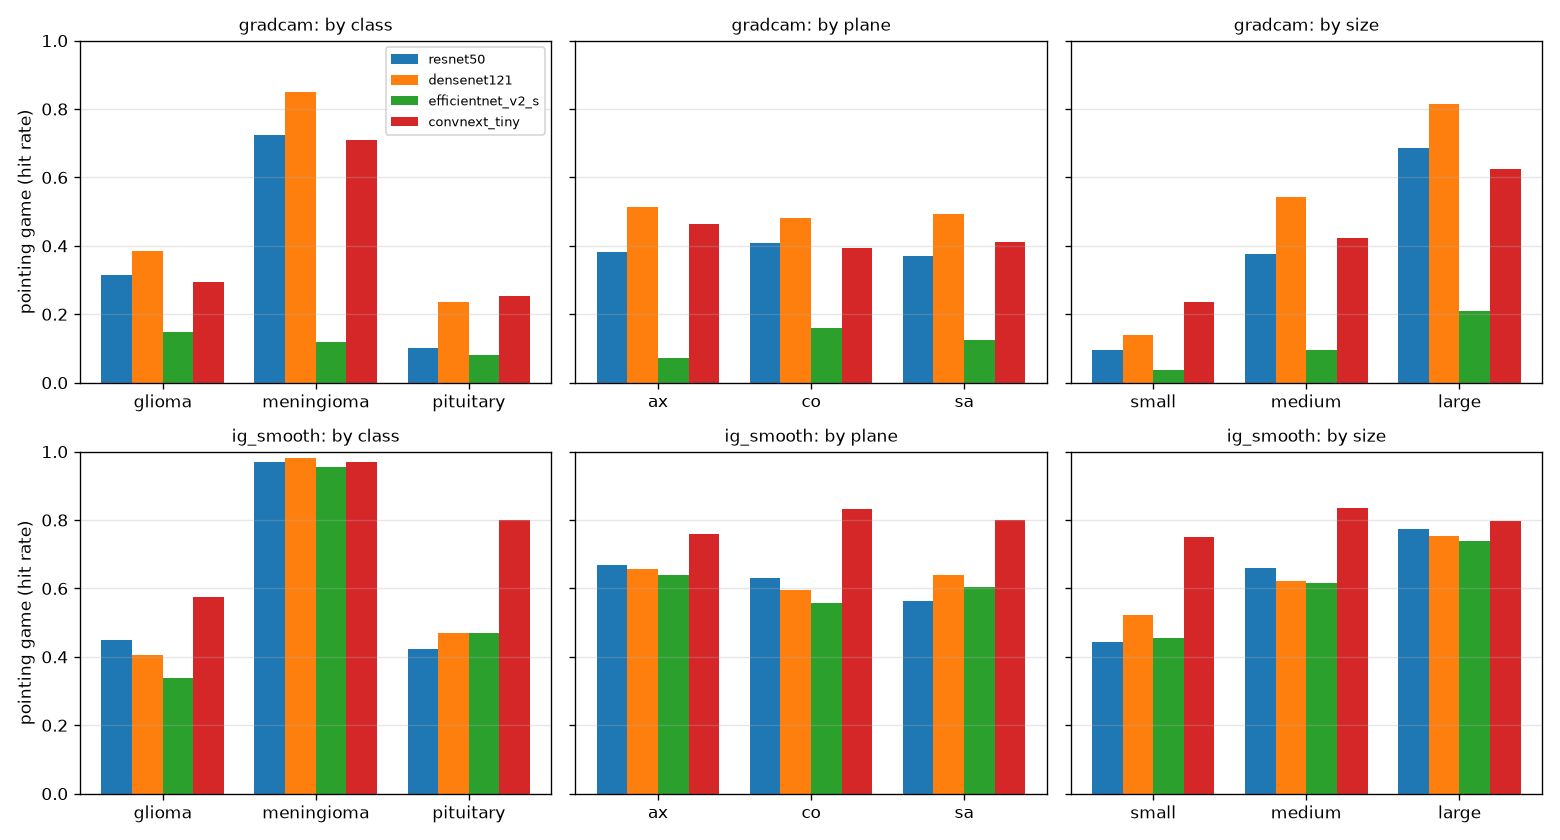 gradcam: by class
gradcam: by plane
gradcam: by size
pointing game (hit rate)
1.0
0.8
0.6
0.4
0.2
0.0
resnet50
densenet121
efficientnet_v2_s
convnext_tiny
glioma meningioma pituitary
ax co sa
small medium large
ig_smooth: by class
ig_smooth: by plane
ig_smooth: by size
pointing game (hit rate)
1.0
0.8
0.6
0.4
0.2
0.0
glioma meningioma pituitary
ax co sa
small medium large